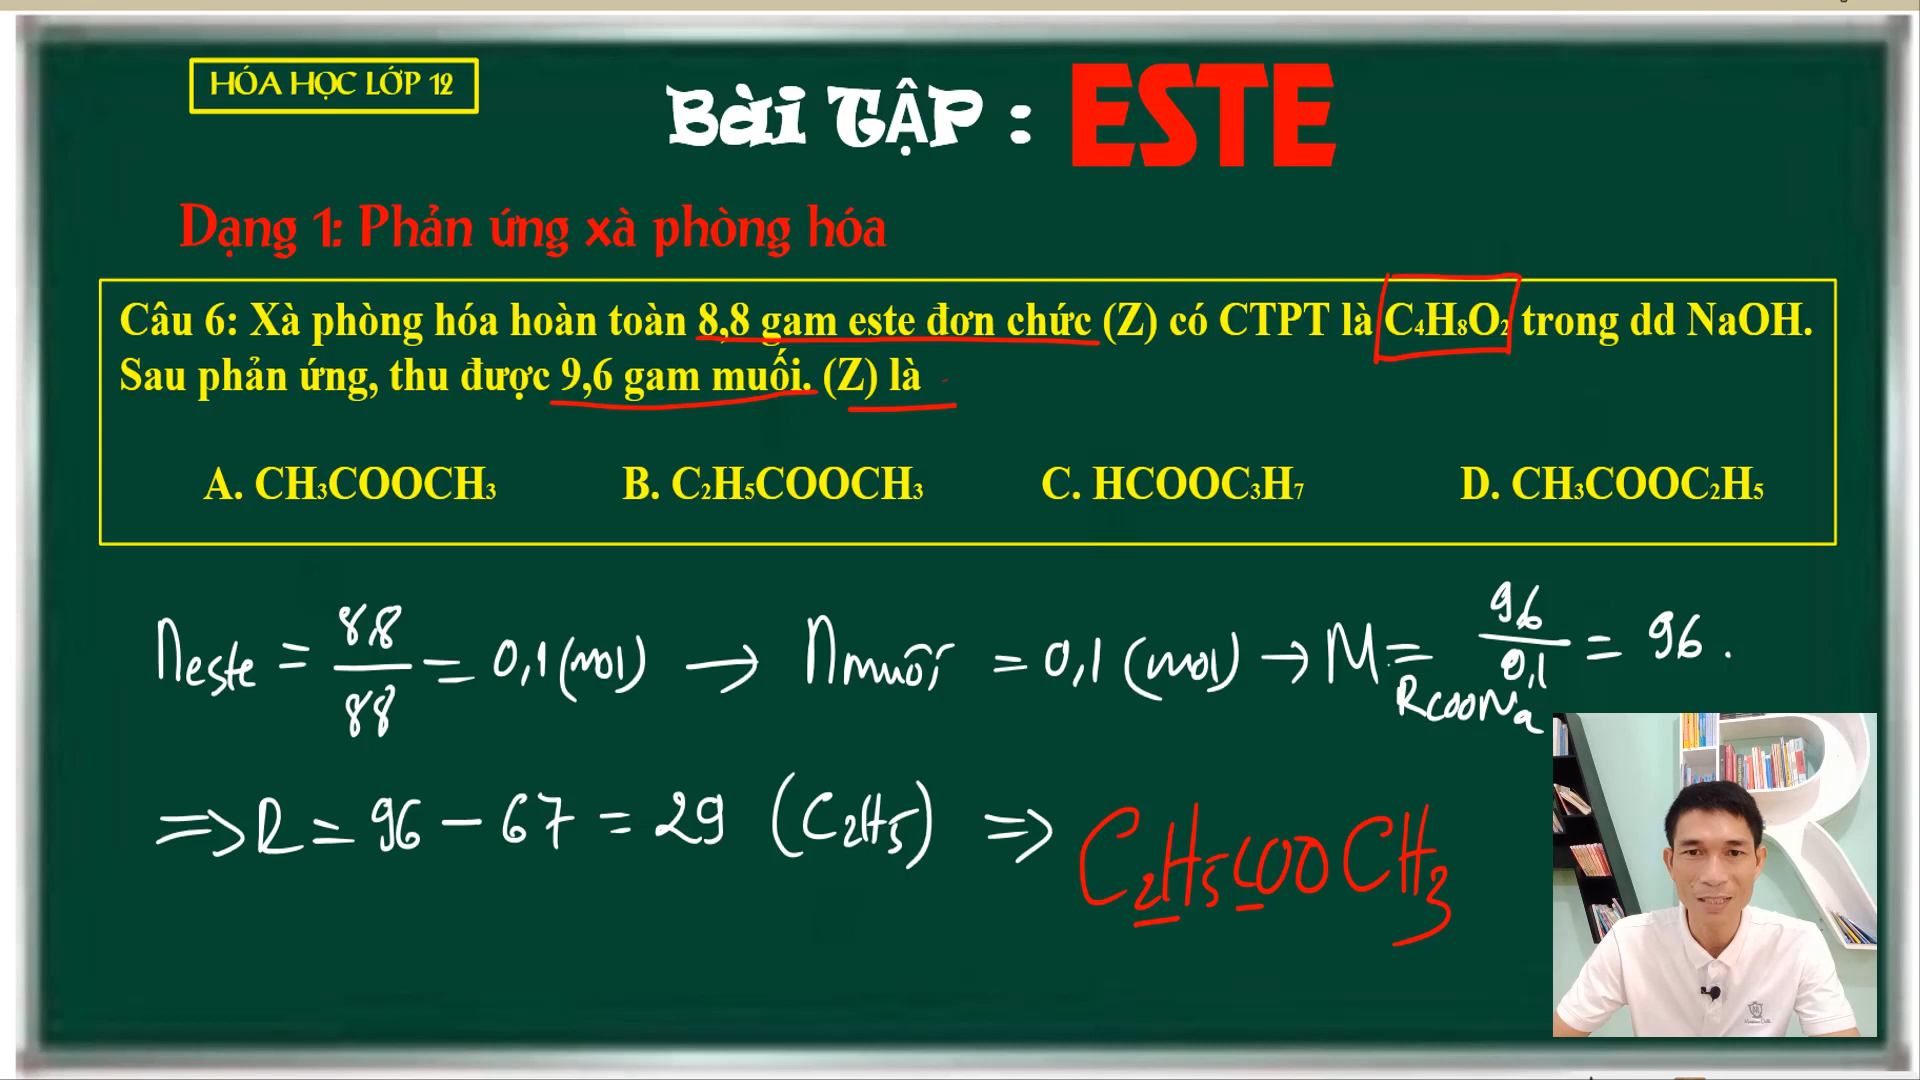 HÓA HỌC LỚP 12
Bài TẬP : ESTE
Dạng 1: Phản ứng xà phòng hóa
Câu 6: Xà phòng hóa hoàn toàn 8,8 gam este đơn chức (Z) có CTPT là C₄H₈O₂ trong dd NaOH.
Sau phản ứng, thu được 9,6 gam muối. (Z) là
A. CH₃COOCH₃ B. C₂H₅COOCH₃ C. HCOOC₃H₇ D. CH₃COOC₂H₅
n este = 8,8/88 = 0,1 (mol) → n muối = 0,1 (mol) → M RCOONa = 9,6/0,1 = 96.
=> R = 96 - 67 = 29 (C₂H₅) => C₂H₅COOCH₃